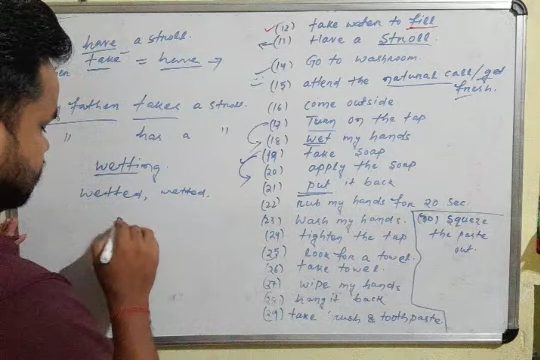 have a stroll.
take = have →
father takes a stroll.
" has a "
wetting.
wetted, wetted.
(12) take water to fill
(11) Have a stroll.
(14) Go to washroom
(15) attend the natural call/get
fresh.
(16) come outside
(17) Turn on the tap
(18) wet my hands
(19) take soap
(20) apply the soap
(21) put it back
(22) rub my hands for 20 sec.
(23) wash my hands.
(24) tighten the tap
(25) look for a towel
(26) take towel.
(27) wipe my hands
(28) hang it back
(29) take rush & toothpaste
(30) squeze
the paste
out.